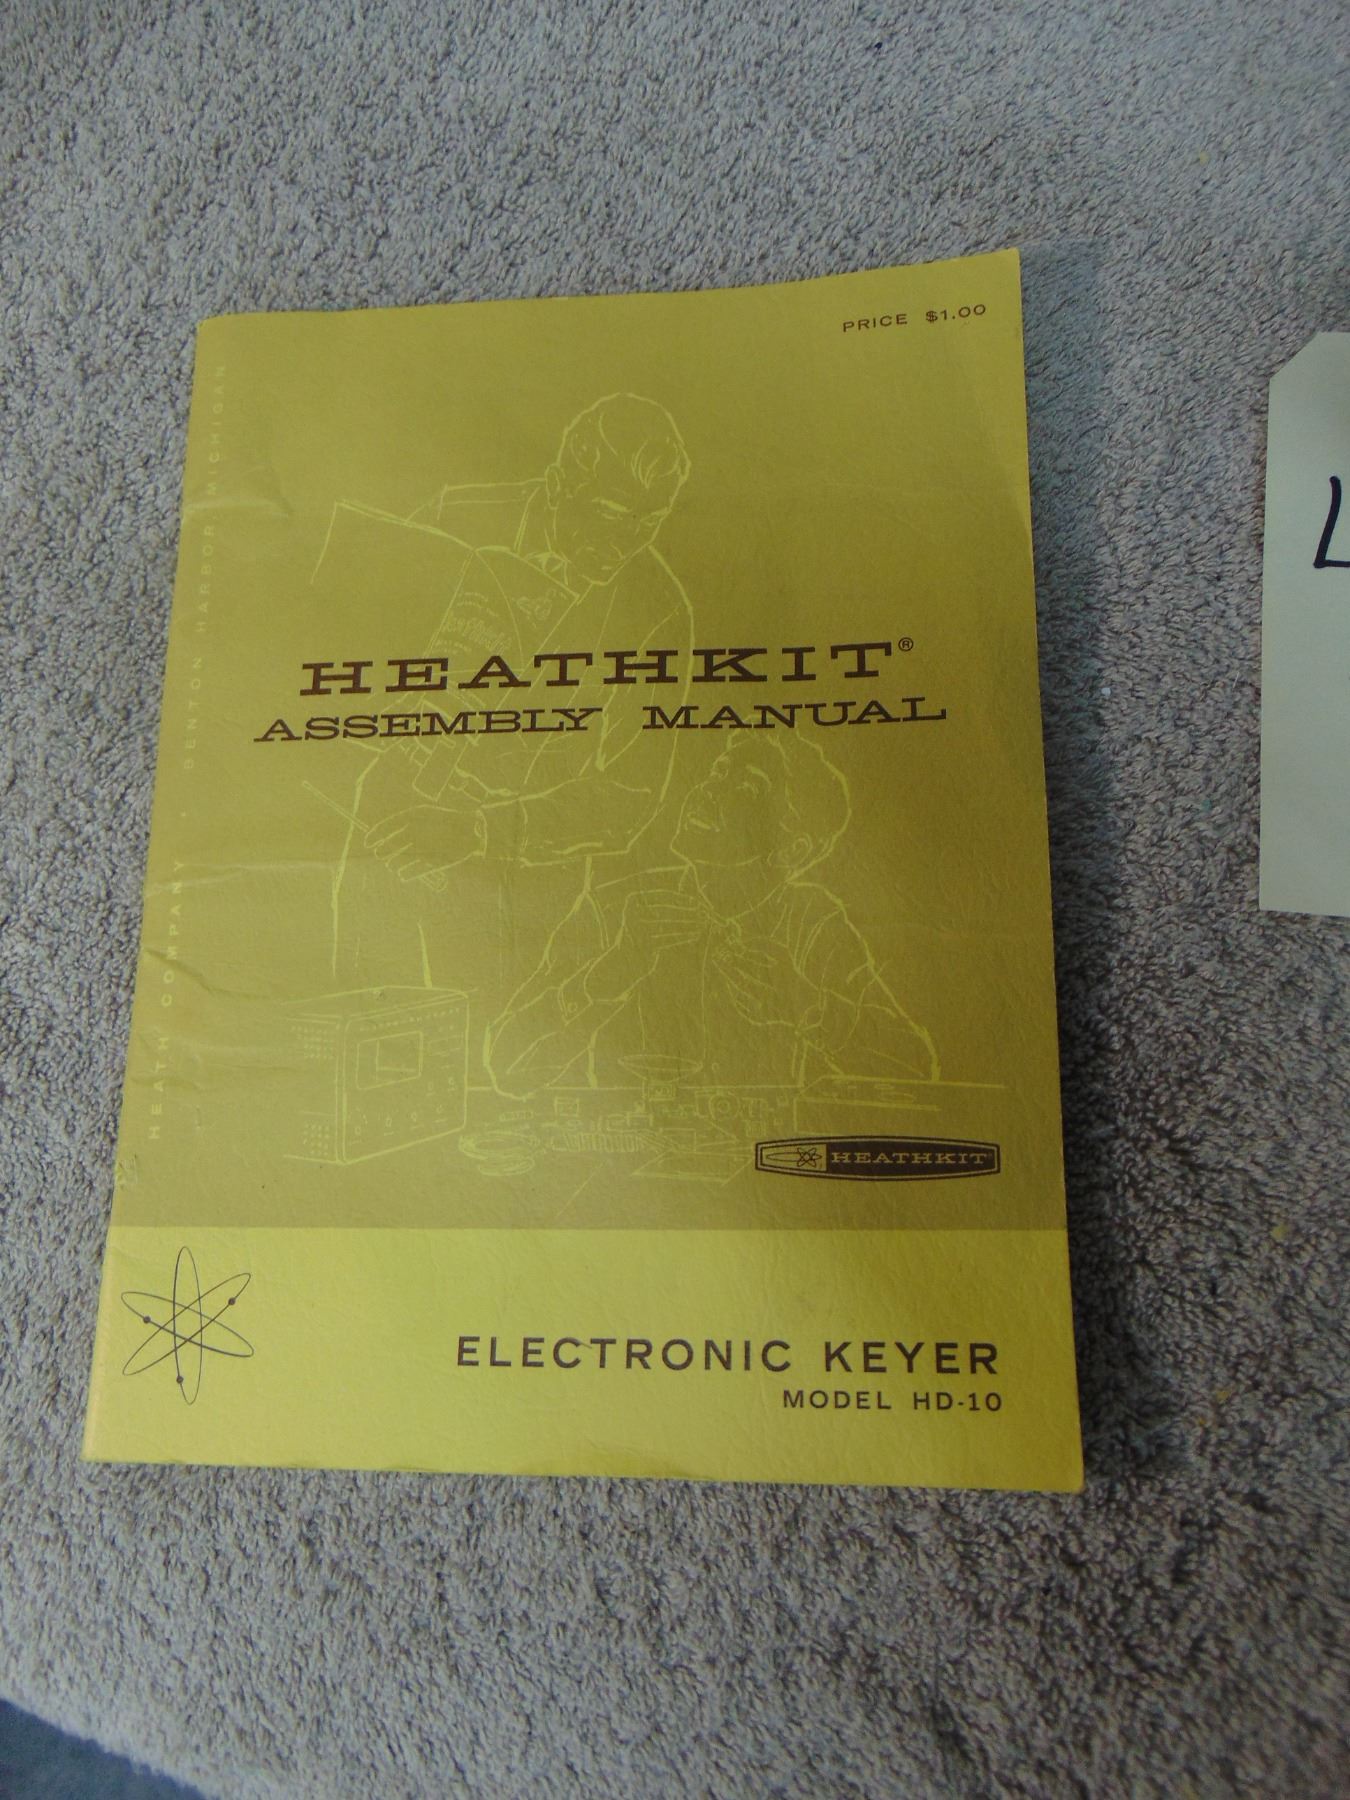 PRICE $1.00
HEATHKIT®
ASSEMBLY MANUAL
HEATH COMPANY · BENTON HARBOR MICHIGAN
HEATHKIT
ELECTRONIC KEYER
MODEL HD-10
L